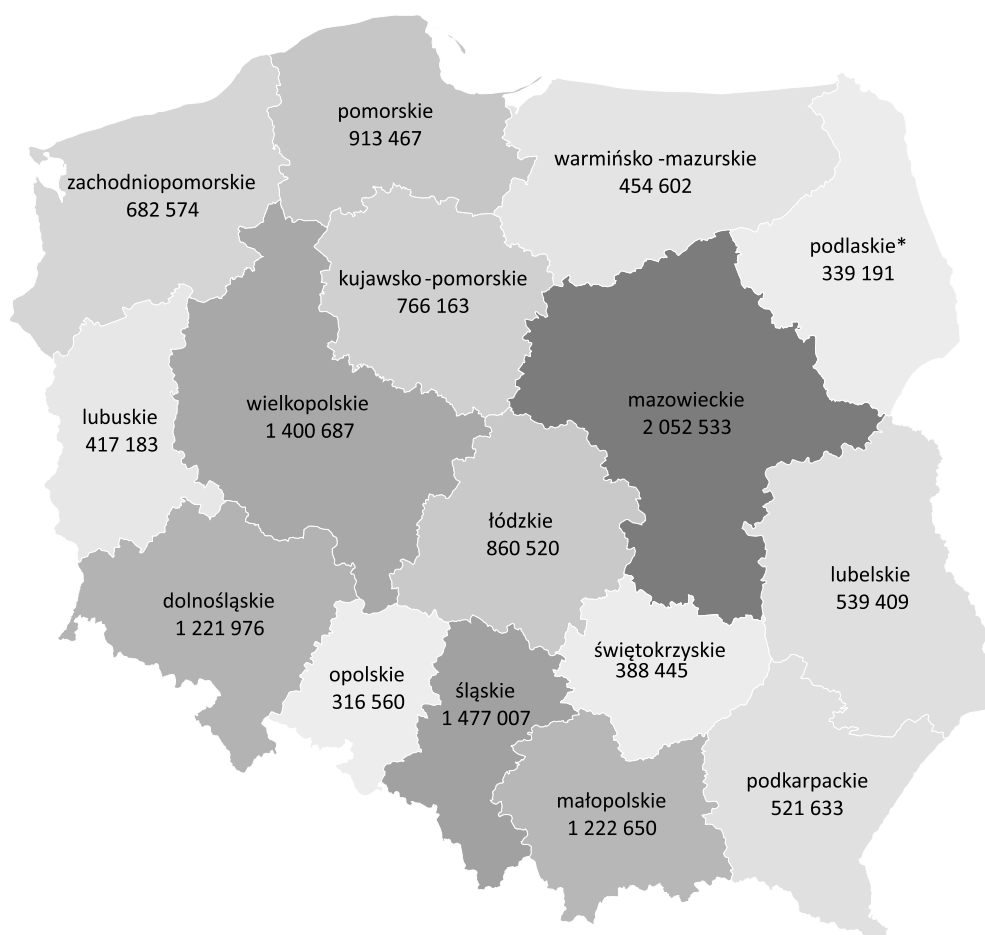 pomorskie
913 467
warmińsko -mazurskie
454 602
zachodniopomorskie
682 574
podlaskie*
339 191
kujawsko -pomorskie
766 163
mazowieckie
2 052 533
wielkopolskie
1 400 687
lubuskie
417 183
łódzkie
860 520
lubelskie
539 409
dolnośląskie
1 221 976
świętokrzyskie
388 445
opolskie
316 560
śląskie
1 477 007
podkarpackie
521 633
małopolskie
1 222 650